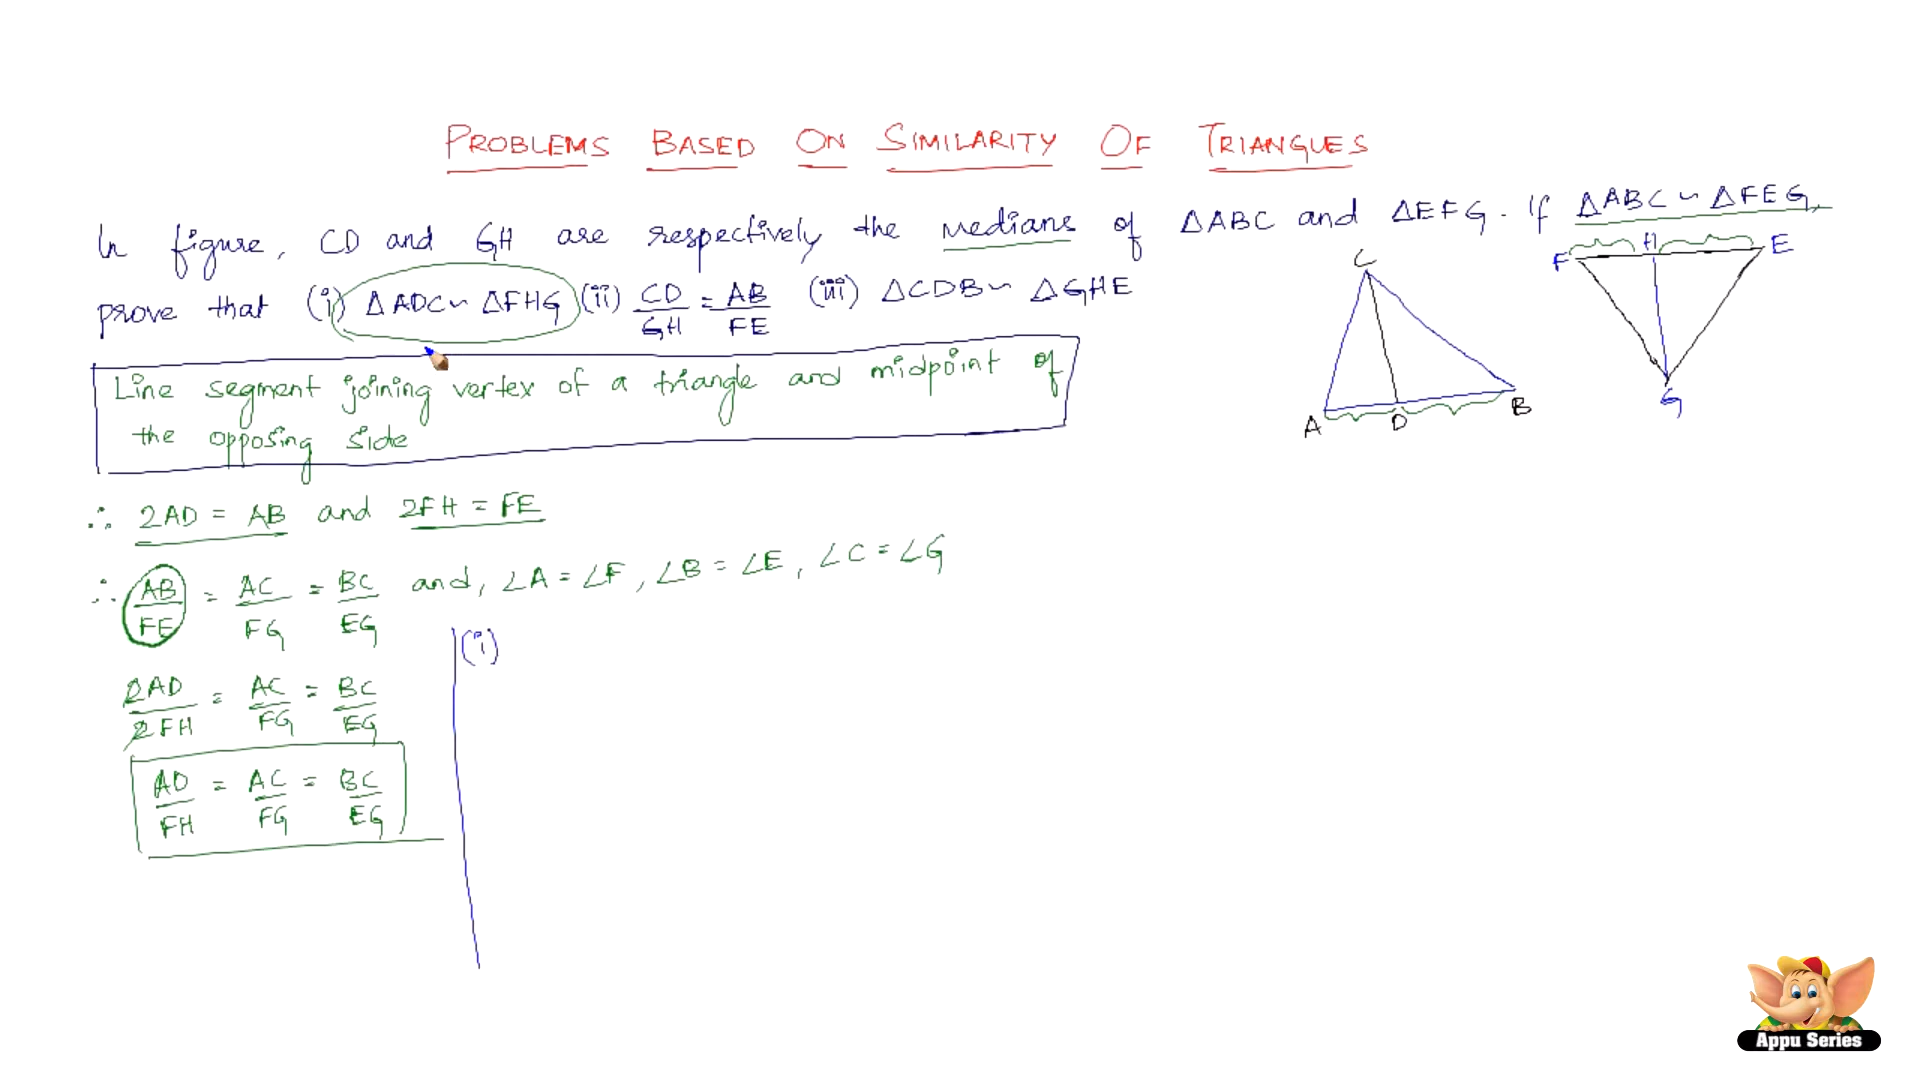 PROBLEMS BASED ON SIMILARITY OF TRIANGLES
In figure, CD and GH are respectively the medians of ΔABC and ΔEFG. If ΔABC ~ ΔFEG,
prove that (i) ΔADC ~ ΔFHG (ii) CD/GH = AB/FE (iii) ΔCDB ~ ΔGHE
C
A D B
F H E
G
Line segment joining vertex of a triangle and midpoint of
the opposing side
∴ 2AD = AB and 2FH = FE
∴ AB/FE = AC/FG = BC/EG and, ∠A = ∠F, ∠B = ∠E, ∠C = ∠G
(i)
2AD/2FH = AC/FG = BC/EG
AD/FH = AC/FG = BC/EG
Appu Series